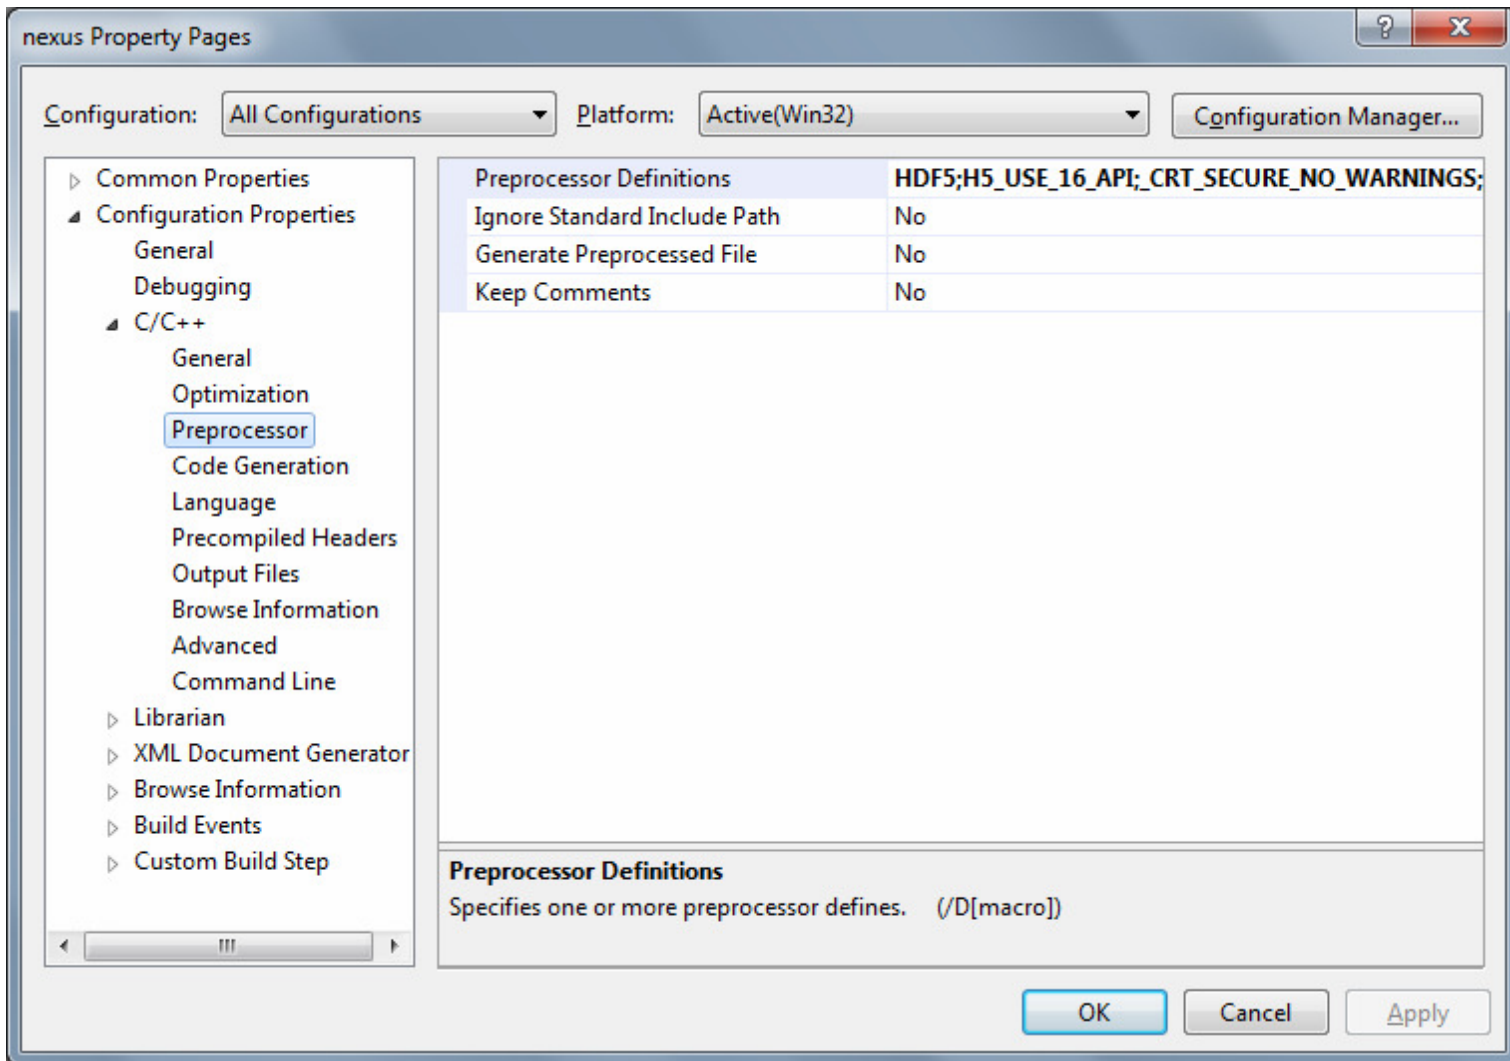 nexus Property Pages
Configuration: All Configurations Platform: Active(Win32) Configuration Manager...
Common Properties
Configuration Properties
General
Debugging
C/C++
General
Optimization
Preprocessor
Code Generation
Language
Precompiled Headers
Output Files
Browse Information
Advanced
Command Line
Librarian
XML Document Generator
Browse Information
Build Events
Custom Build Step
Preprocessor Definitions HDF5;H5_USE_16_API;_CRT_SECURE_NO_WARNINGS;
Ignore Standard Include Path No
Generate Preprocessed File No
Keep Comments No
Preprocessor Definitions
Specifies one or more preprocessor defines. (/D[macro])
OK Cancel Apply